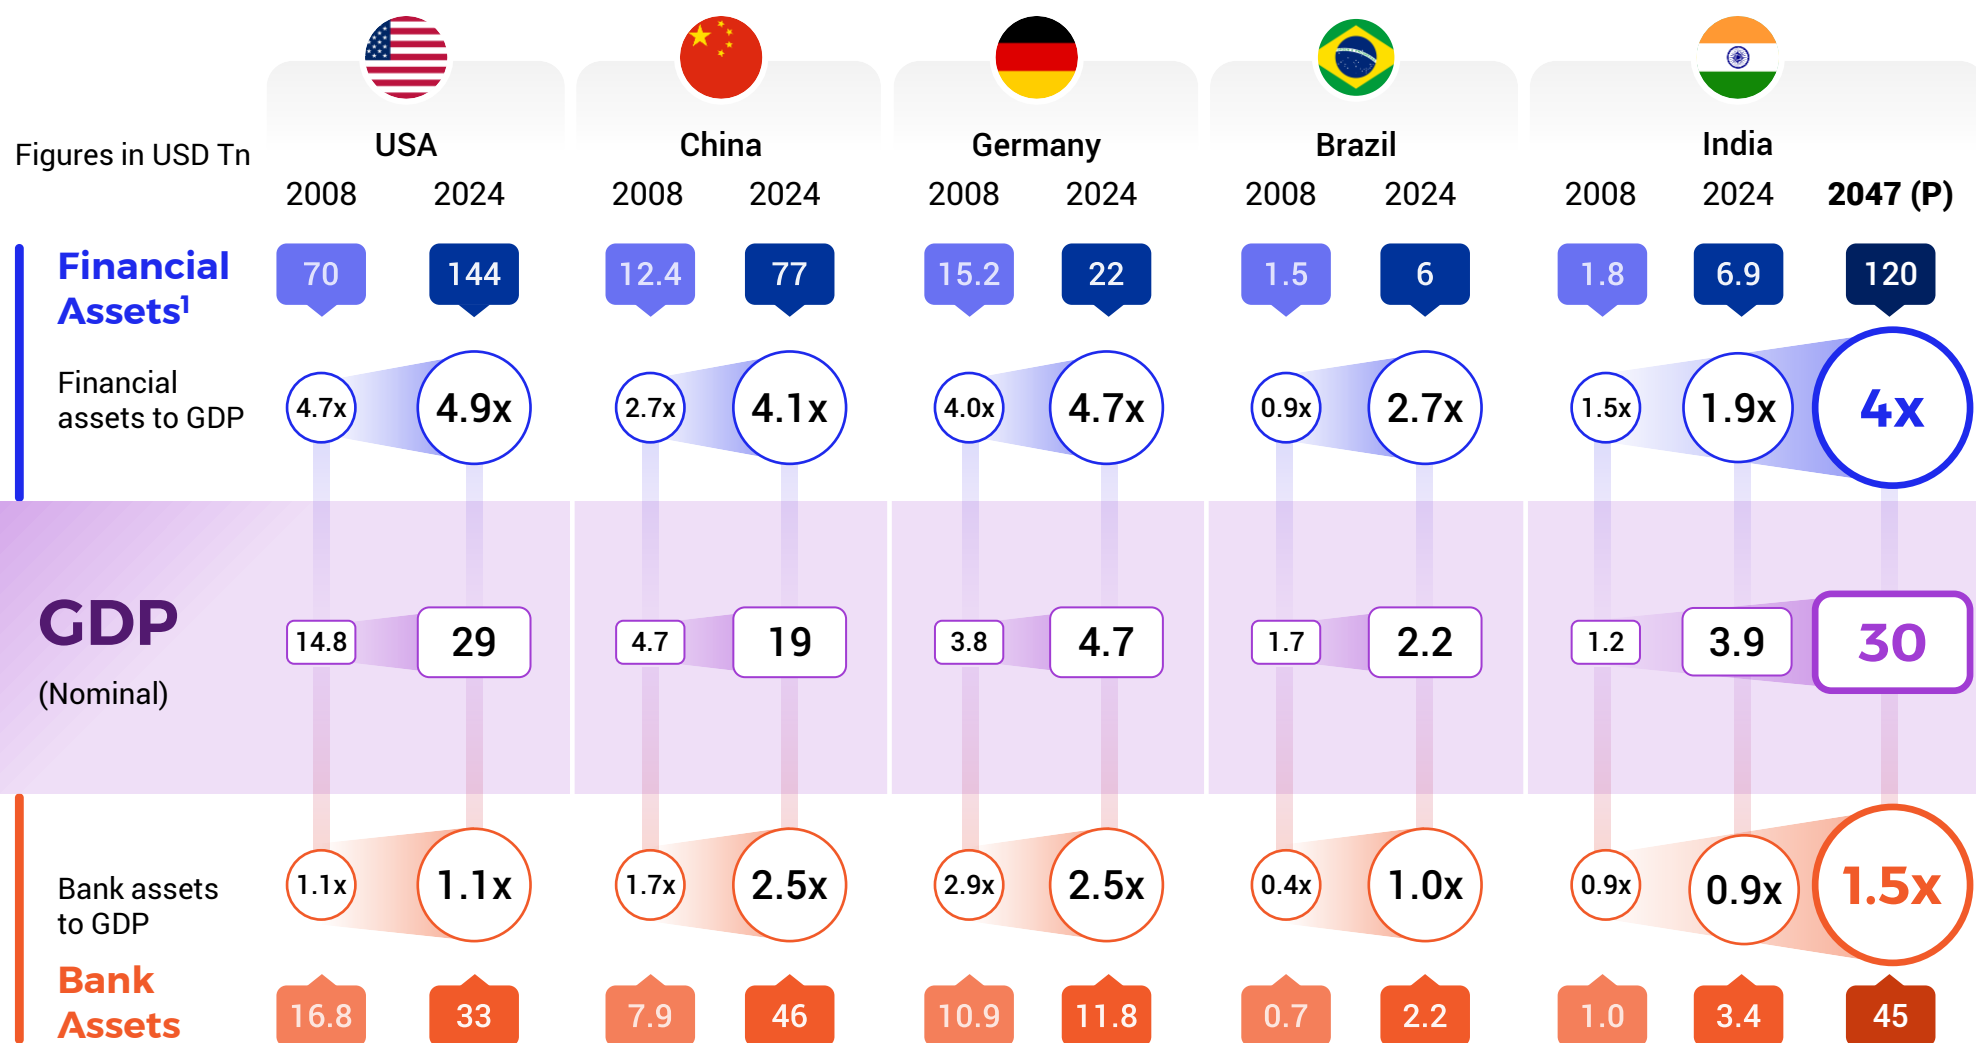 USA China Germany Brazil India
Figures in USD Tn
2008 2024 2008 2024 2008 2024 2008 2024 2008 2024 2047 (P)
Financial
Assets¹
70 144 12.4 77 15.2 22 1.5 6 1.8 6.9 120
Financial
assets to GDP
4.7x 4.9x 2.7x 4.1x 4.0x 4.7x 0.9x 2.7x 1.5x 1.9x 4x
GDP
(Nominal)
14.8 29 4.7 19 3.8 4.7 1.7 2.2 1.2 3.9 30
Bank assets
to GDP
1.1x 1.1x 1.7x 2.5x 2.9x 2.5x 0.4x 1.0x 0.9x 0.9x 1.5x
Bank
Assets
16.8 33 7.9 46 10.9 11.8 0.7 2.2 1.0 3.4 45